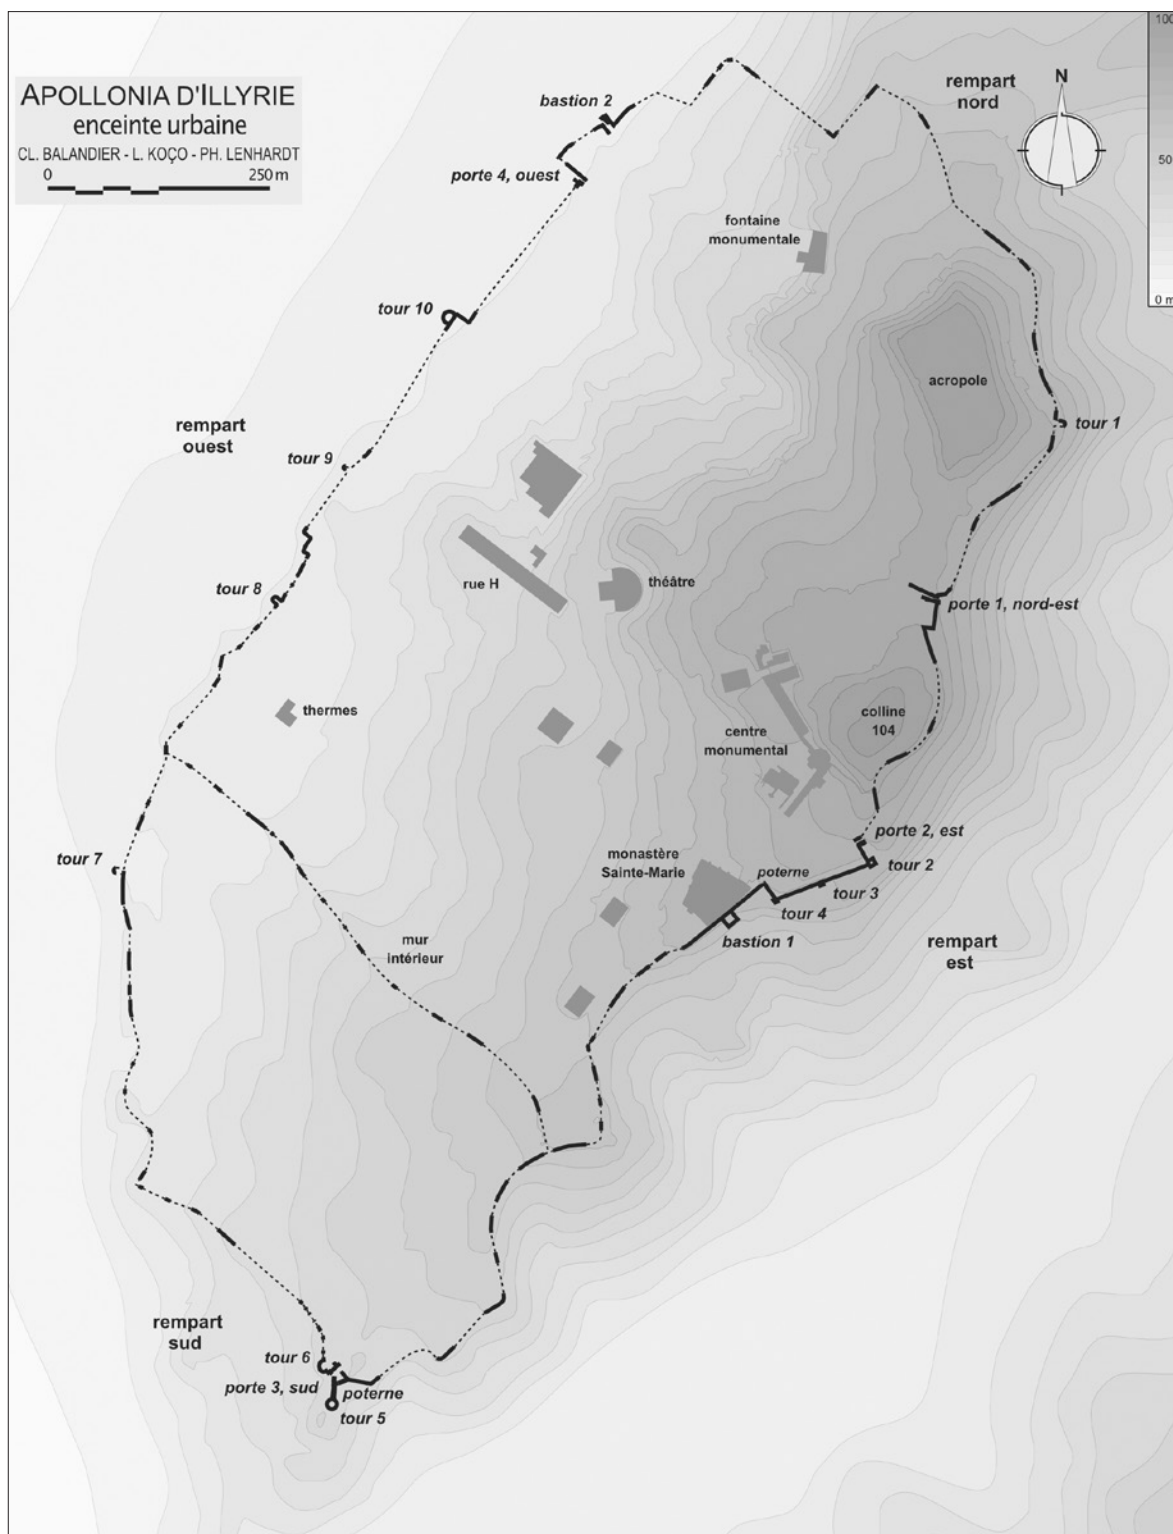 APOLLONIA D'ILLYRIE
enceinte urbaine
CL. BALANDIER - L. KOÇO - PH. LENHARDT
0 250 m
100
50
0 m
N
rempart
nord
bastion 2
porte 4, ouest
fontaine
monumentale
tour 10
acropole
tour 1
rempart
ouest
tour 9
rue H
théâtre
tour 8
porte 1, nord-est
thermes
colline
104
centre
monumental
porte 2, est
tour 7
monastère
Sainte-Marie
poterne
tour 2
tour 3
tour 4
bastion 1
rempart
est
mur
intérieur
rempart
sud
tour 6
porte 3, sud
poterne
tour 5